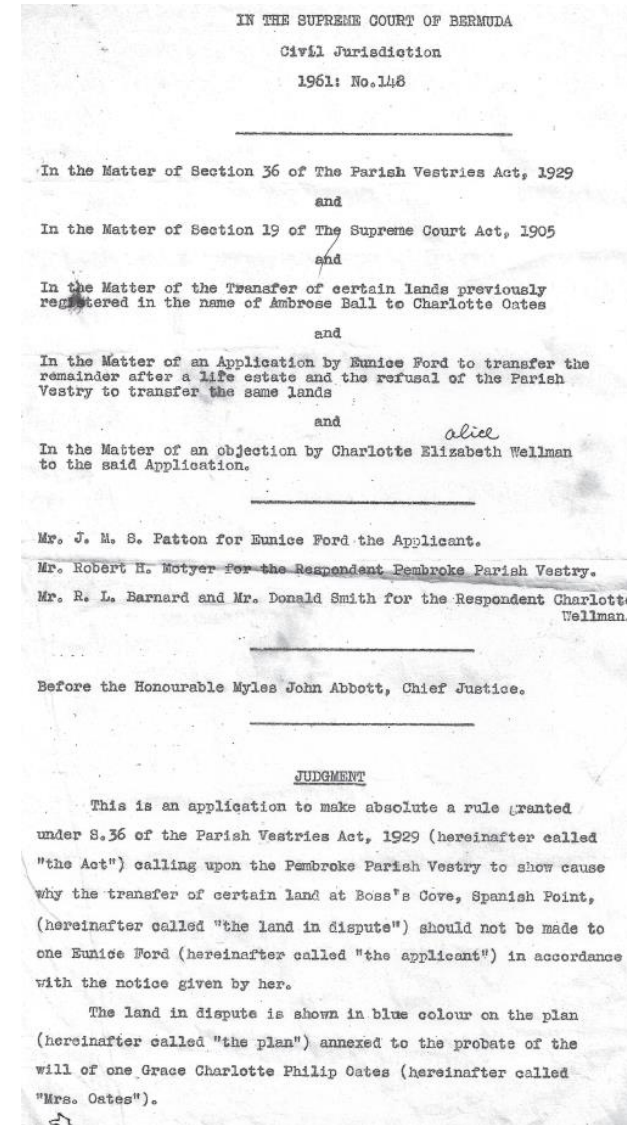 IN THE SUPREME COURT OF BERMUDA
Civil Jurisdiction
1961: No.148
In the Matter of Section 36 of The Parish Vestries Act, 1929
and
In the Matter of Section 19 of The Supreme Court Act, 1905
and
In the Matter of the Transfer of certain lands previously
registered in the name of Ambrose Ball to Charlotte Oates
and
In the Matter of an Application by Eunice Ford to transfer the
remainder after a life estate and the refusal of the Parish
Vestry to transfer the same lands
and
alice
In the Matter of an objection by Charlotte Elizabeth Wellman
to the said Application.
Mr. J. M. S. Patton for Eunice Ford the Applicant.
Mr. Robert H. Motyer for the Respondent Pembroke Parish Vestry.
Mr. R. L. Barnard and Mr. Donald Smith for the Respondent Charlotte
Wellman.
Before the Honourable Myles John Abbott, Chief Justice.
JUDGMENT
This is an application to make absolute a rule granted
under S.36 of the Parish Vestries Act, 1929 (hereinafter called
"the Act") calling upon the Pembroke Parish Vestry to show cause
why the transfer of certain land at Boss's Cove, Spanish Point,
(hereinafter called "the land in dispute") should not be made to
one Eunice Ford (hereinafter called "the applicant") in accordance
with the notice given by her.
The land in dispute is shown in blue colour on the plan
(hereinafter called "the plan") annexed to the probate of the
will of one Grace Charlotte Philip Oates (hereinafter called
"Mrs. Oates").